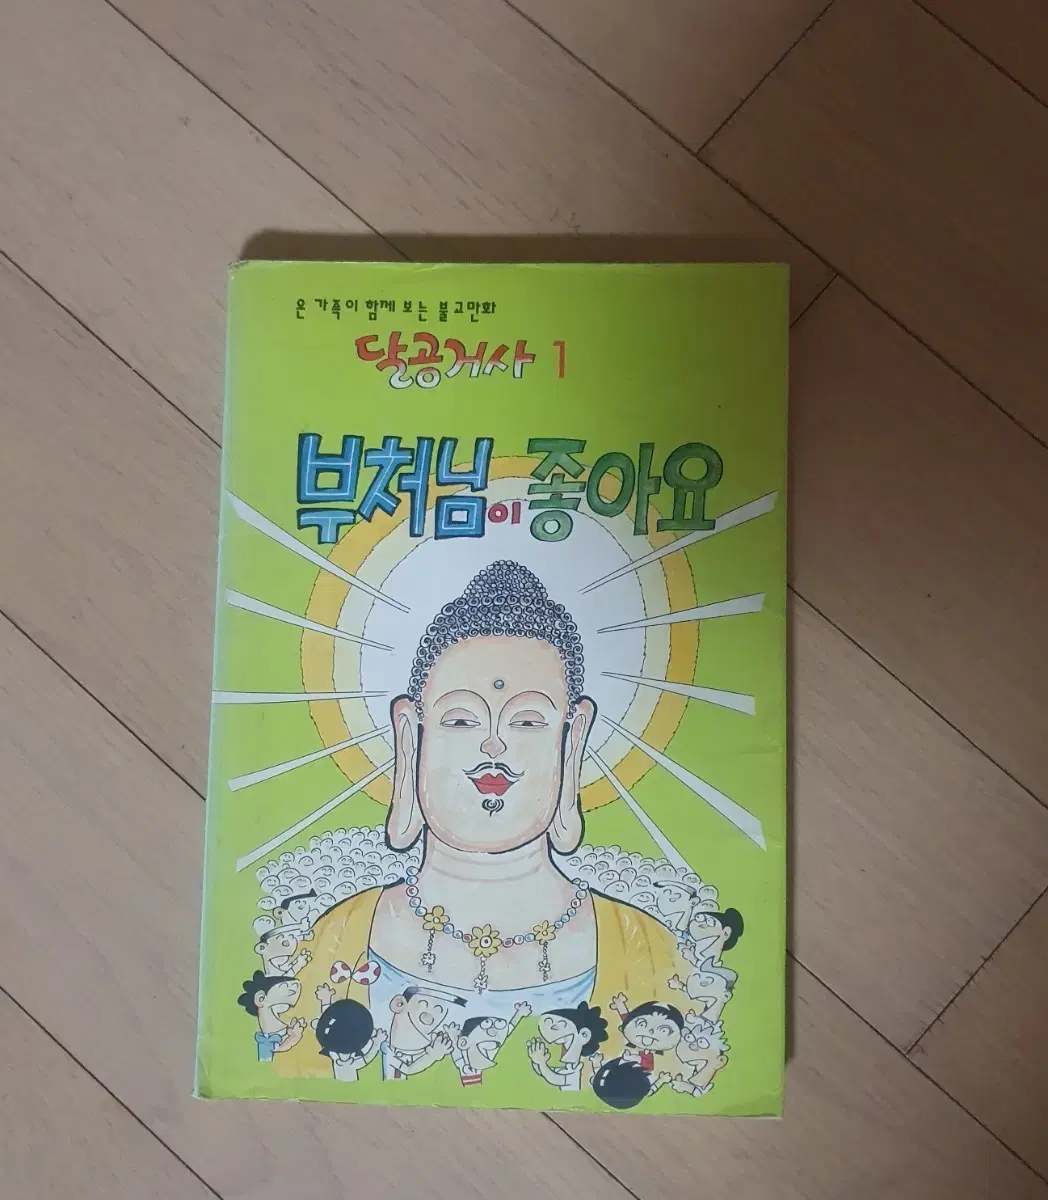 온 가족이 함께 보는 불교만화
달공거사 1
부처님이 좋아요